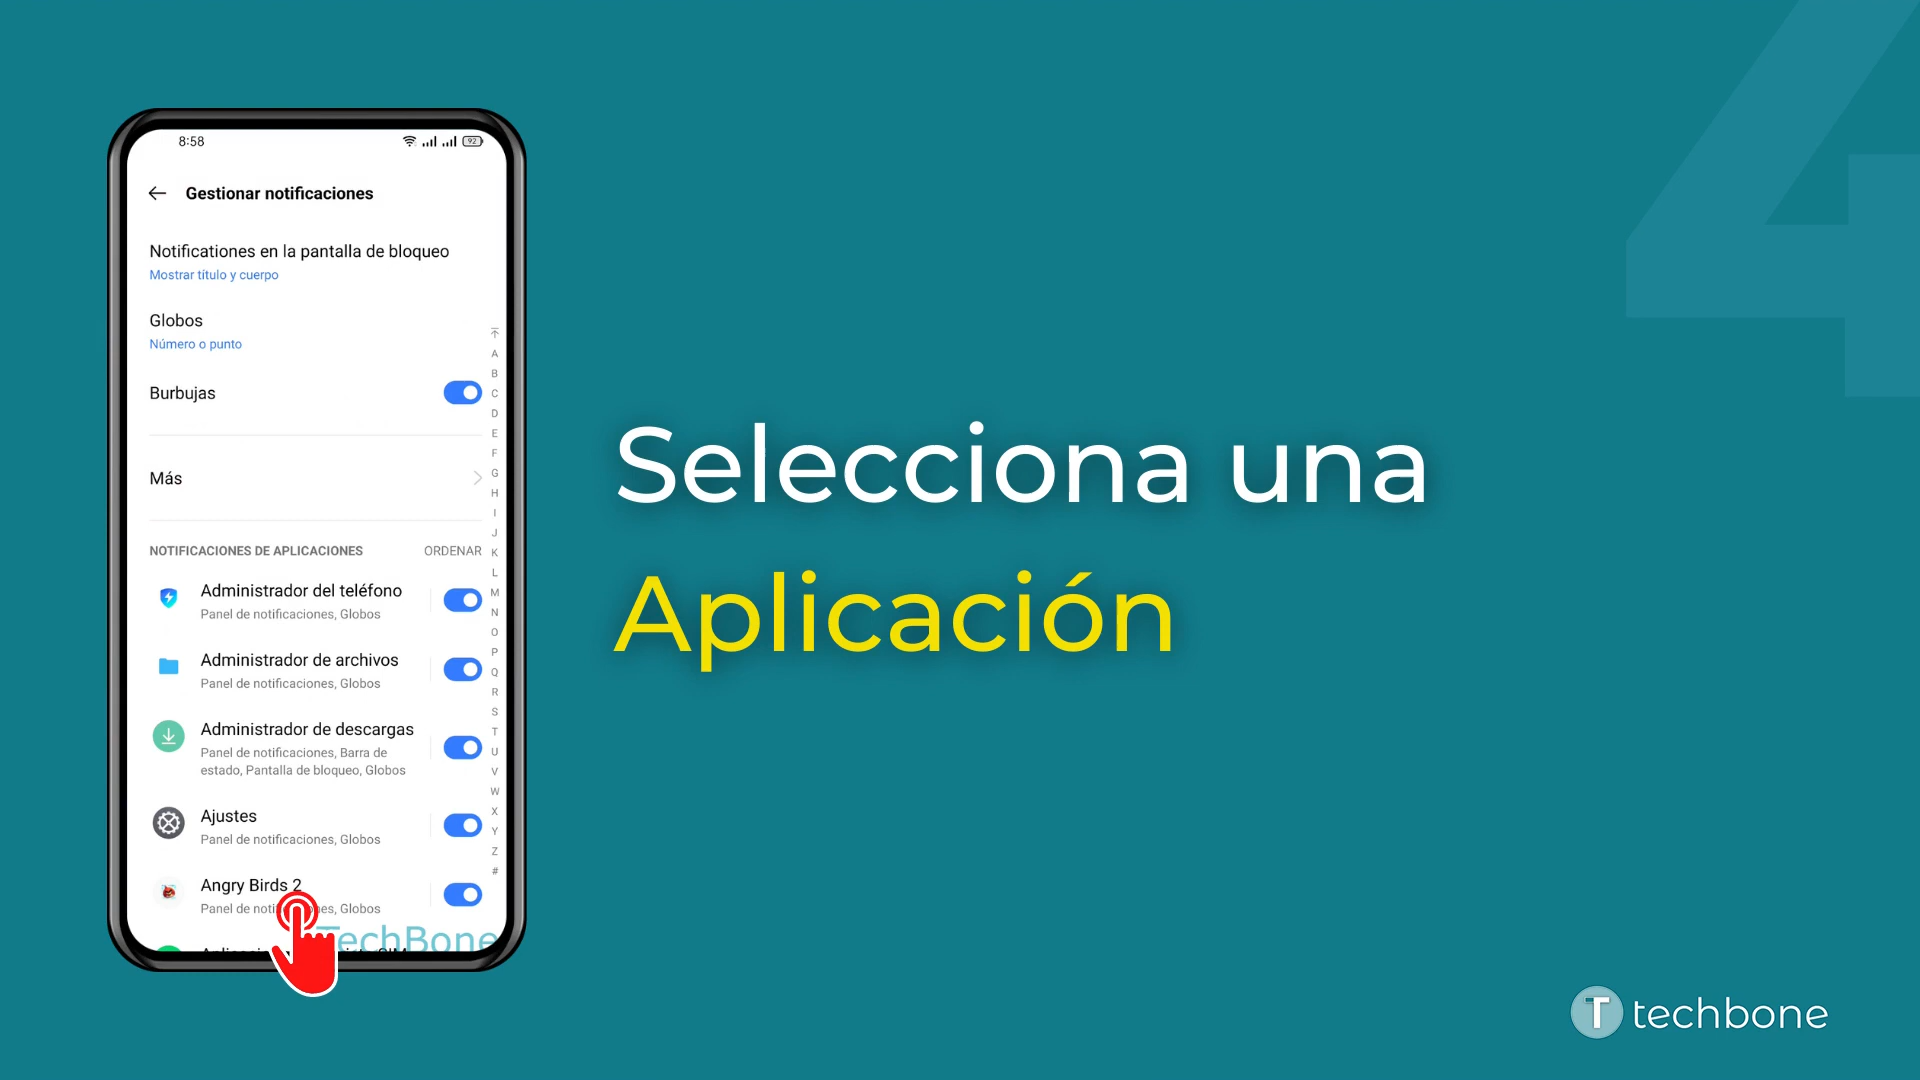 4
8:58
92
Gestionar notificaciones
Notificationes en la pantalla de bloqueo
Mostrar título y cuerpo
Globos
Número o punto
Burbujas
Más
NOTIFICACIONES DE APLICACIONES
ORDENAR
Administrador del teléfono
Panel de notificaciones, Globos
Administrador de archivos
Panel de notificaciones, Globos
Administrador de descargas
Panel de notificaciones, Barra de
estado, Pantalla de bloqueo, Globos
Ajustes
Panel de notificaciones, Globos
Angry Birds 2
Panel de Globos
TechBone
A
B
C
D
E
F
G
H
I
J
K
L
M
N
O
P
Q
R
S
T
U
V
W
X
Y
Z
#
Selecciona una
Aplicación
T techbone